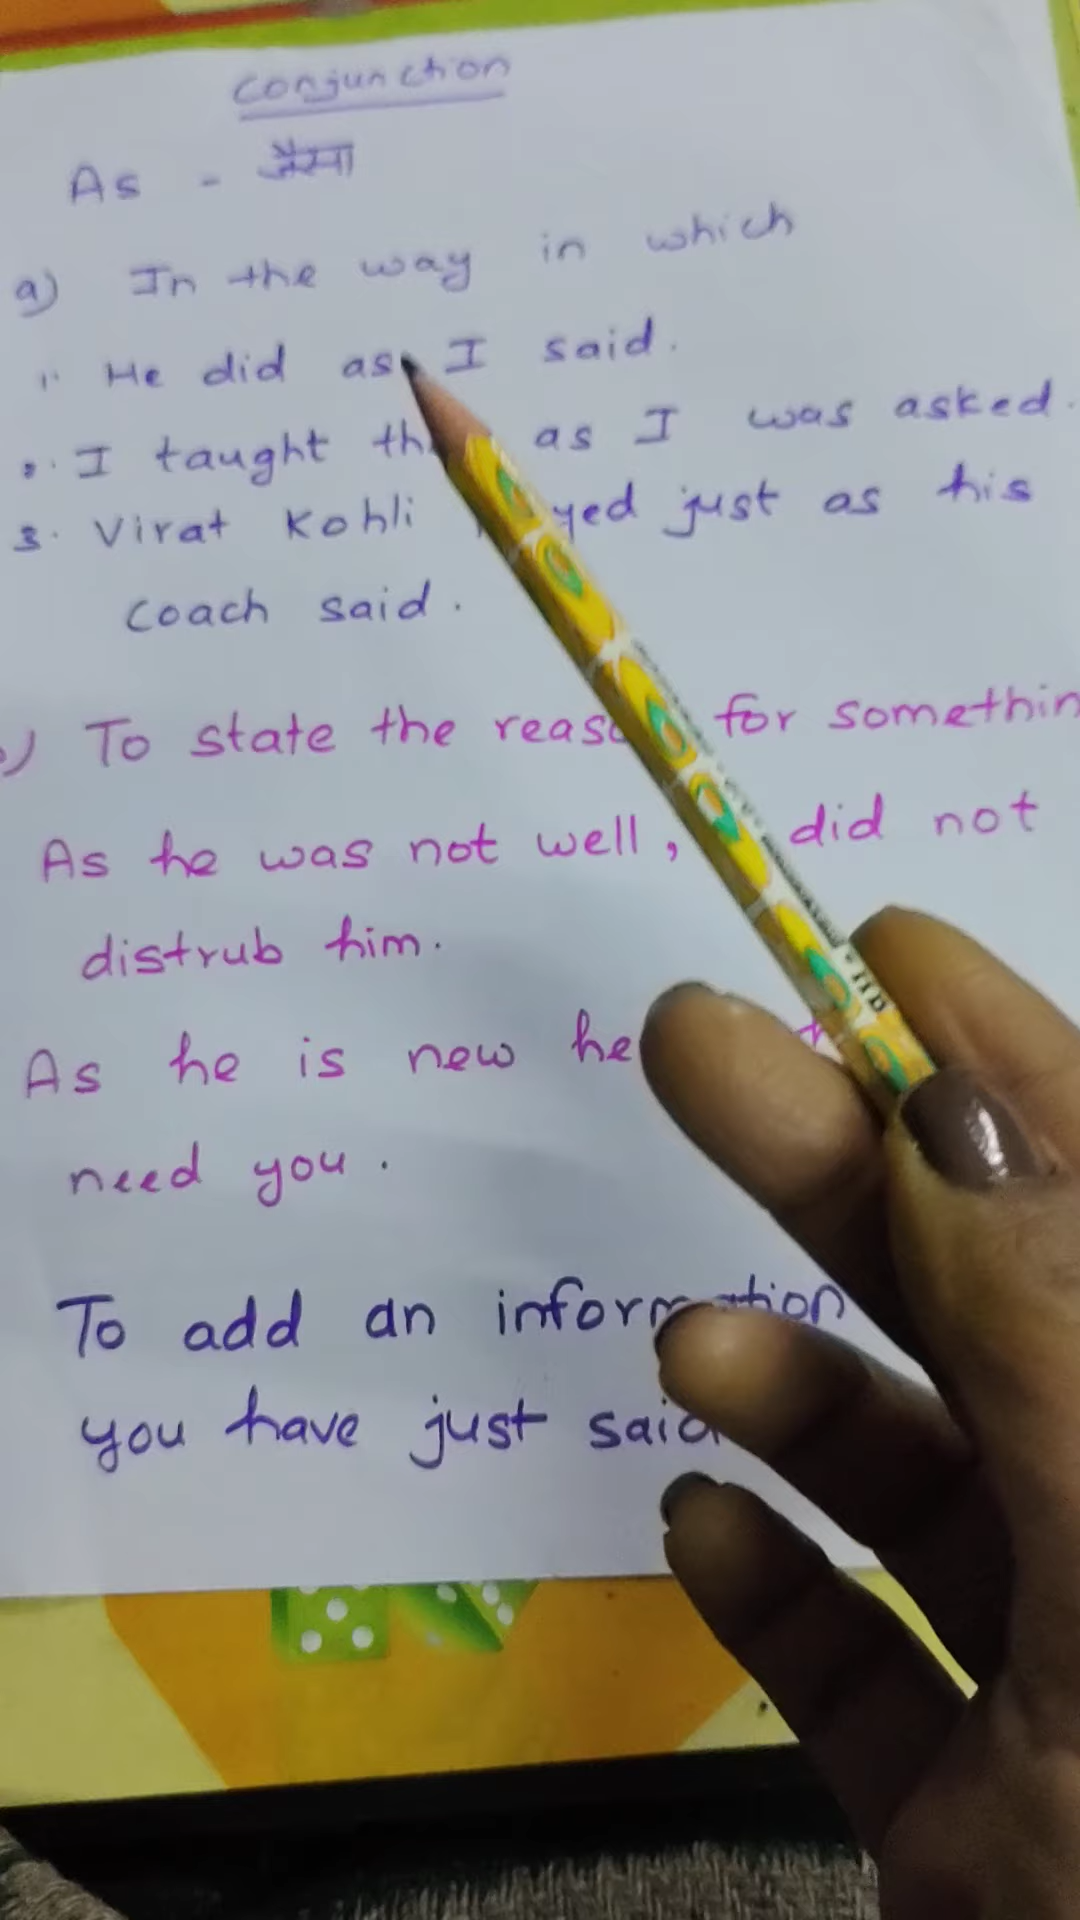 Conjunction
As - जैसा
a) In the way in which
1. He did as I said.
2. I taught as I was asked.
3. Virat Kohli just as his
coach said.
To state the for somethin
As he was not well, did not
distrub him.
As he is new
need you.
To add an information
you have just said